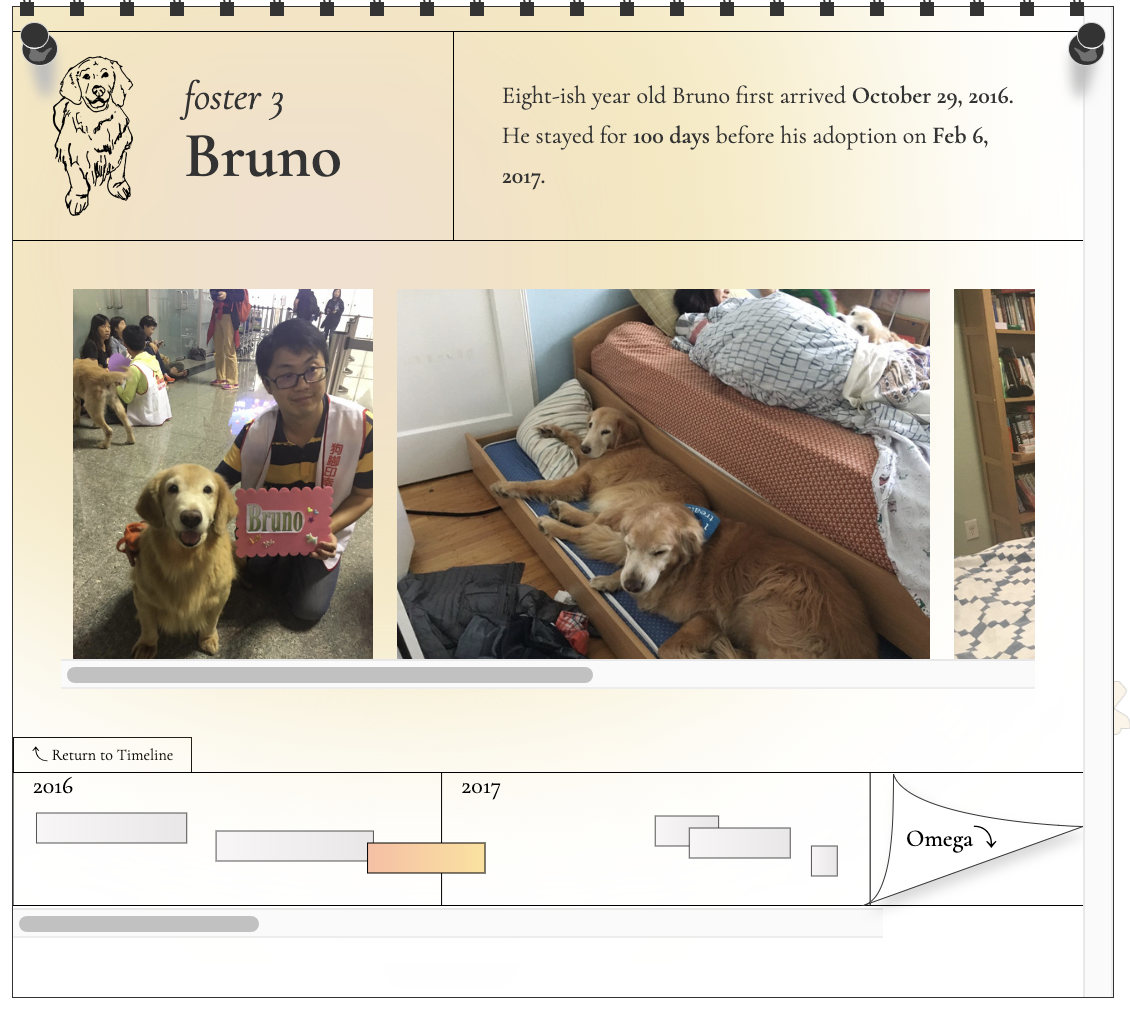 foster 3
Bruno
Eight-ish year old Bruno first arrived October 29, 2016.
He stayed for 100 days before his adoption on Feb 6,
2017.
Bruno
Return to Timeline
2016
2017
Omega